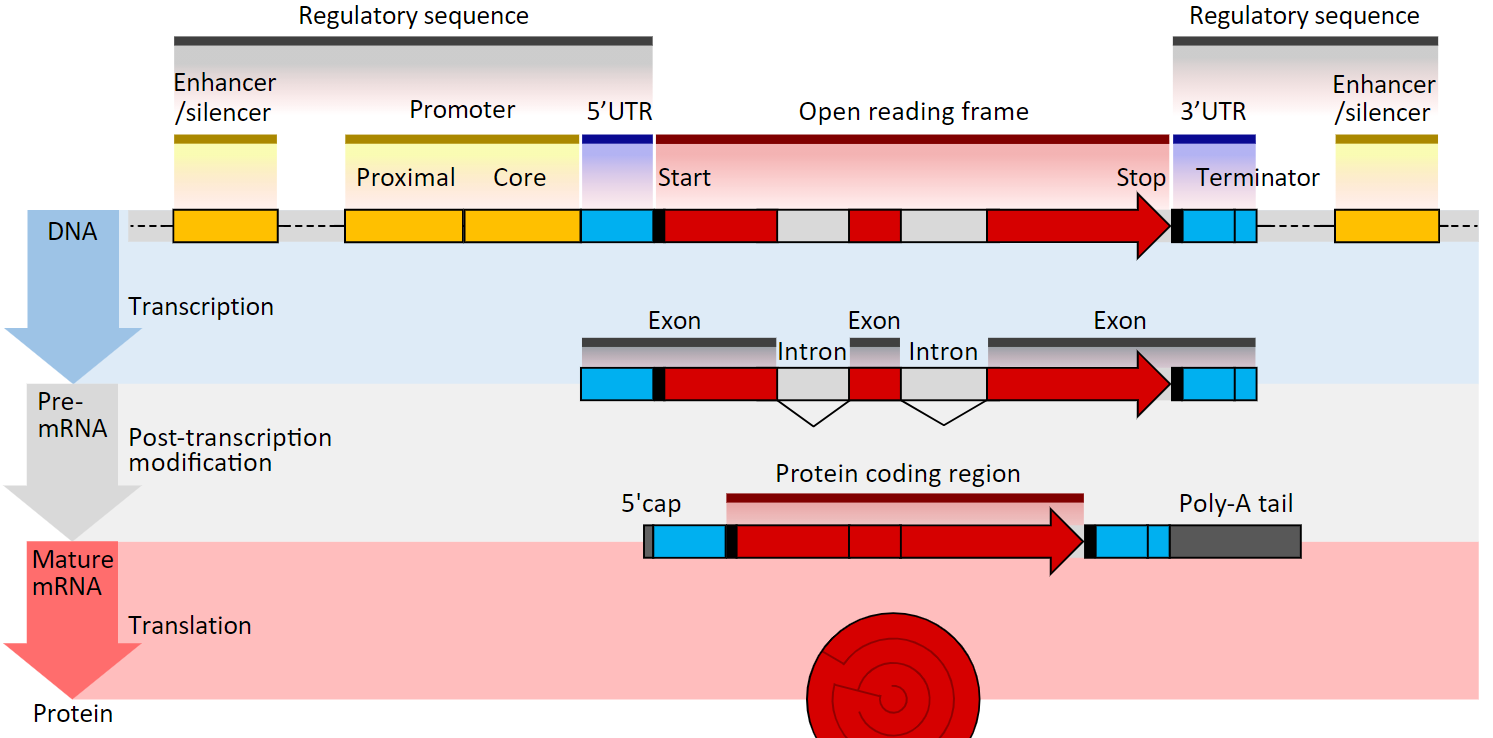 Regulatory sequence
Regulatory sequence
Enhancer
/silencer
Promoter
5’UTR
Open reading frame
3’UTR
Enhancer
/silencer
Proximal
Core
Start
Stop
Terminator
DNA
Transcription
Exon
Exon
Exon
Intron
Intron
Pre-
mRNA
Post-transcription
modification
Protein coding region
5'cap
Poly-A tail
Mature
mRNA
Translation
Protein